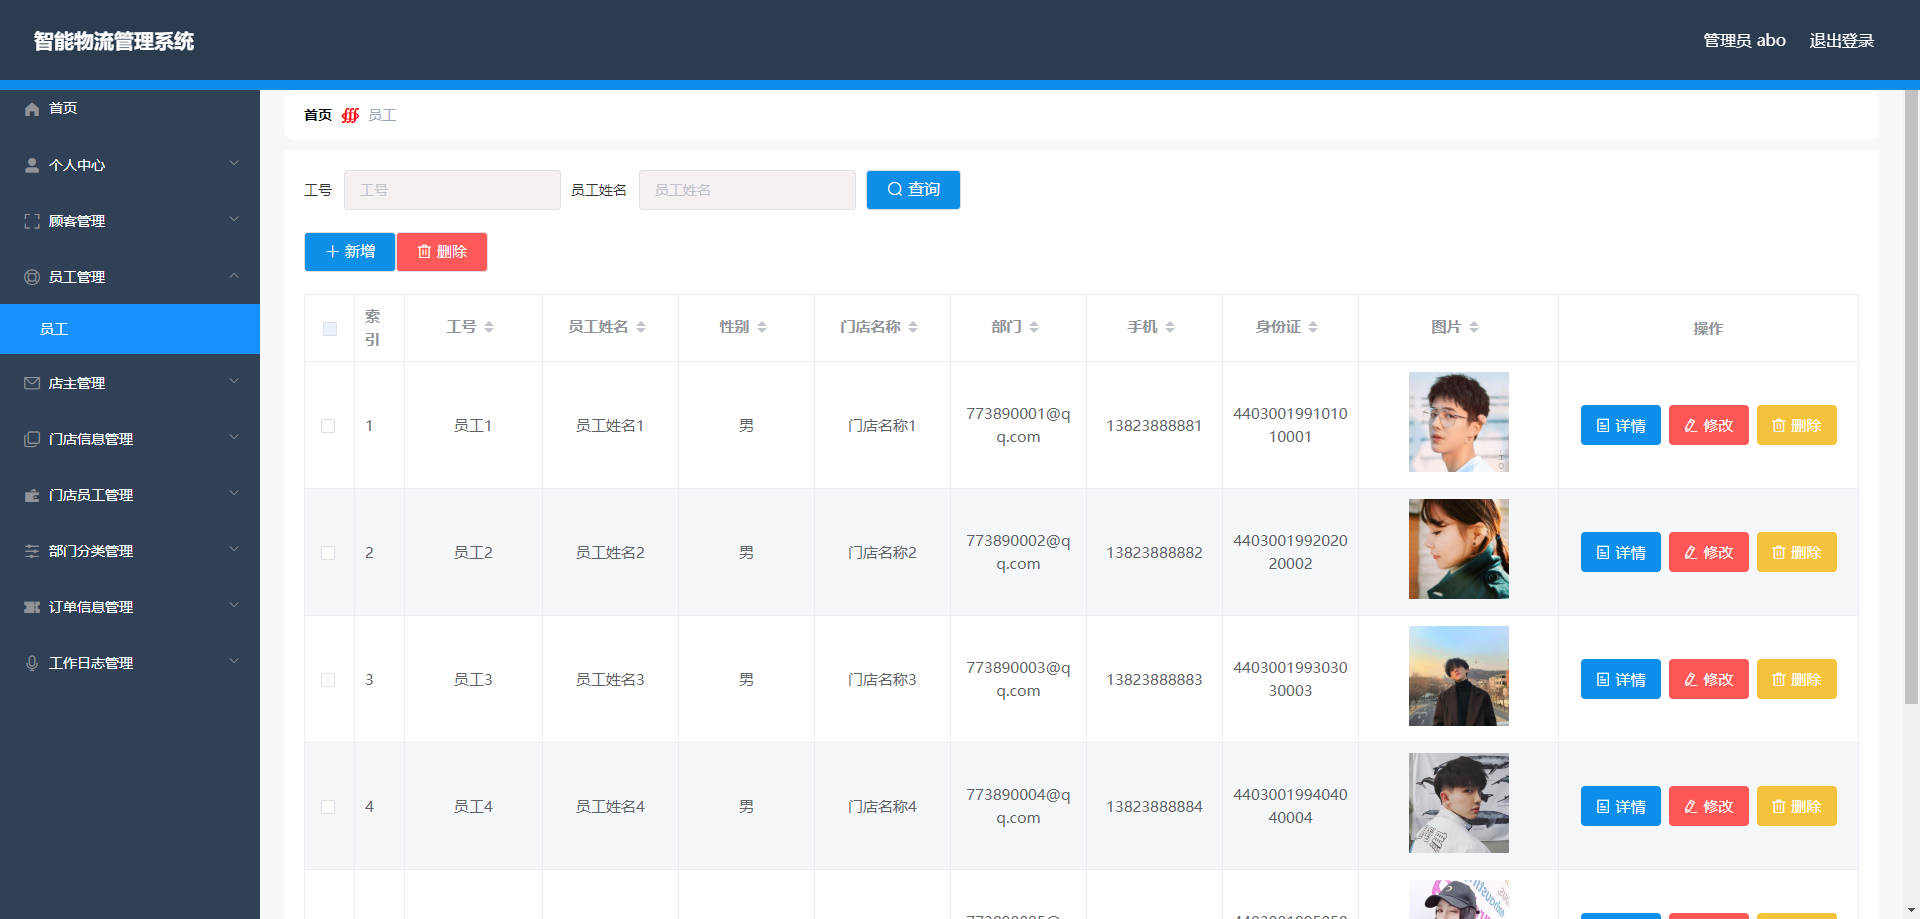 智能物流管理系统
管理员 abo 退出登录
首页
个人中心
顾客管理
员工管理
员工
店主管理
门店信息管理
门店员工管理
部门分类管理
订单信息管理
工作日志管理
首页 员工
工号 工号 员工姓名 员工姓名 查询
新增 删除
索引 工号 员工姓名 性别 门店名称 部门 手机 身份证 图片 操作
1 员工1 员工姓名1 男 门店名称1 773890001@qq.com 13823888881 440300199101010001 详情 修改 删除
2 员工2 员工姓名2 男 门店名称2 773890002@qq.com 13823888882 440300199202020002 详情 修改 删除
3 员工3 员工姓名3 男 门店名称3 773890003@qq.com 13823888883 440300199303030003 详情 修改 删除
4 员工4 员工姓名4 男 门店名称4 773890004@qq.com 13823888884 440300199404040004 详情 修改 删除